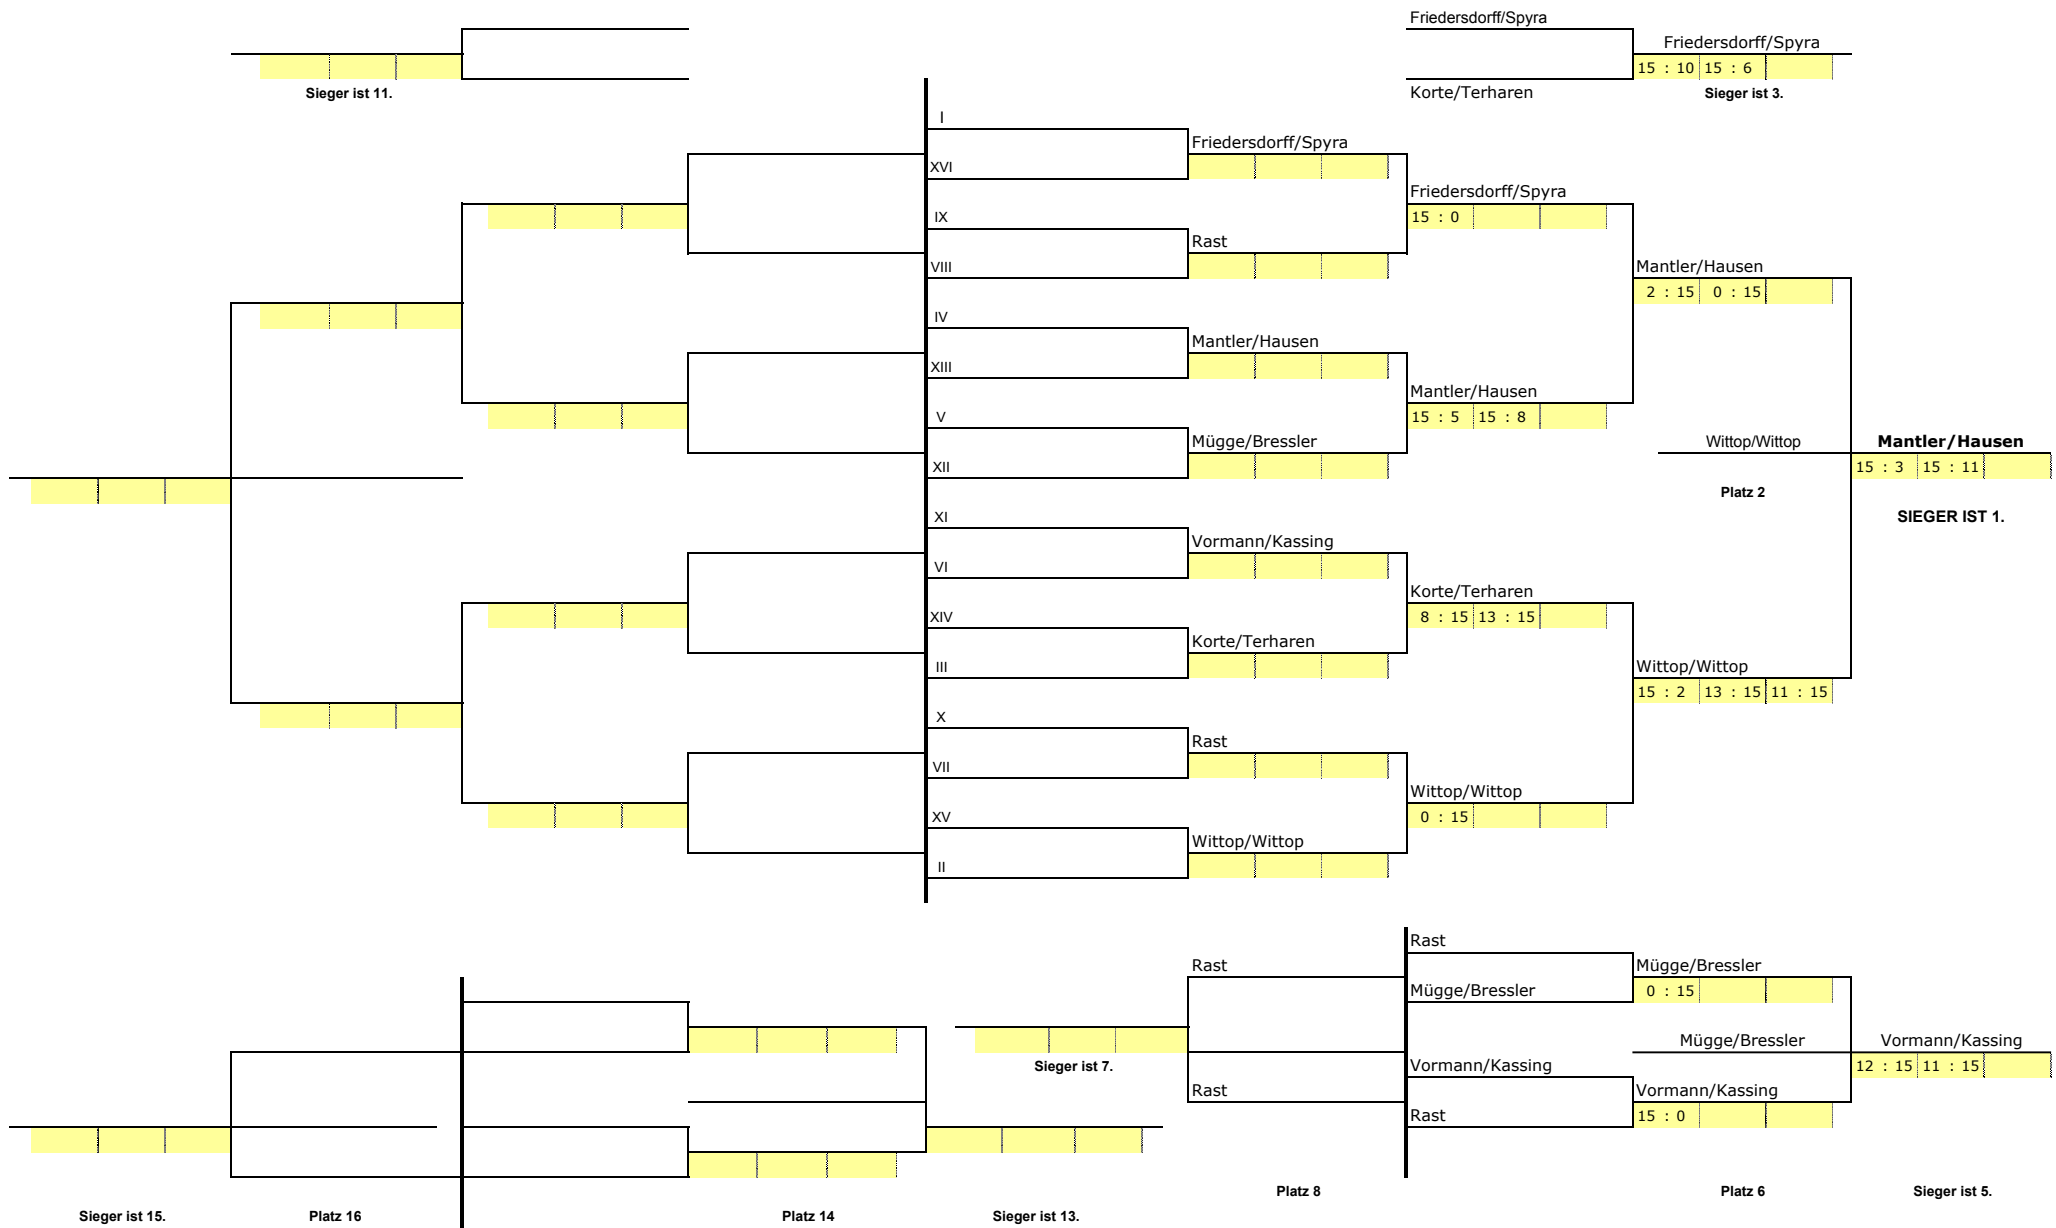 Friedersdorff/Spyra
Friedersdorff/Spyra
15 : 10 15 : 6
Sieger ist 11.
Korte/Terharen
Sieger ist 3.
I
Friedersdorff/Spyra
XVI
Friedersdorff/Spyra
IX
15 : 0
Rast
VIII
Mantler/Hausen
2 : 15 0 : 15
IV
Mantler/Hausen
XIII
Mantler/Hausen
V
15 : 5 15 : 8
Mügge/Bressler
Wittop/Wittop
Mantler/Hausen
XII
15 : 3 15 : 11
Platz 2
XI
SIEGER IST 1.
Vormann/Kassing
VI
Korte/Terharen
XIV
8 : 15 13 : 15
Korte/Terharen
III
Wittop/Wittop
15 : 2 13 : 15 11 : 15
X
Rast
VII
Wittop/Wittop
XV
0 : 15
Wittop/Wittop
II
Rast
Rast
Mügge/Bressler
Mügge/Bressler
0 : 15
Mügge/Bressler
Vormann/Kassing
Sieger ist 7.
Vormann/Kassing
12 : 15 11 : 15
Rast
Vormann/Kassing
Rast
15 : 0
Platz 8
Platz 6
Sieger ist 5.
Sieger ist 15.
Platz 16
Platz 14
Sieger ist 13.